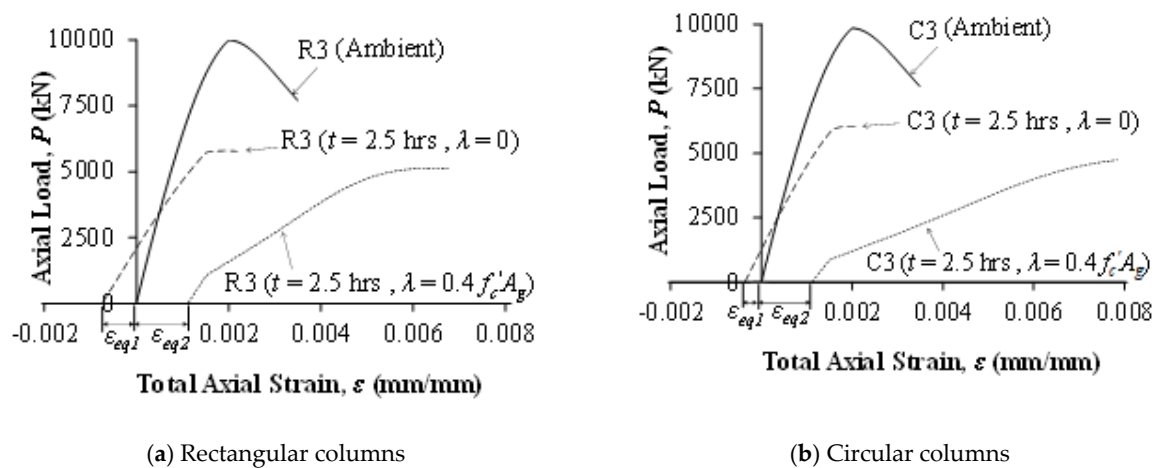 10000
7500
5000
2500
0
Axial Load, P (kN)
R3 (Ambient)
R3 (t = 2.5 hrs , λ = 0)
R3 (t = 2.5 hrs , λ = 0.4 f'c Ag)
-0.002
εeq1
εeq2
0.002
0.004
0.006
0.008
Total Axial Strain, ε (mm/mm)
(a) Rectangular columns
10000
7500
5000
2500
0
Axial Load, P (kN)
C3 (Ambient)
C3 (t = 2.5 hrs , λ = 0)
C3 (t = 2.5 hrs , λ = 0.4 f'c Ag)
-0.002
εeq1
εeq2
0.002
0.004
0.006
0.008
Total Axial Strain, ε (mm/mm)
(b) Circular columns